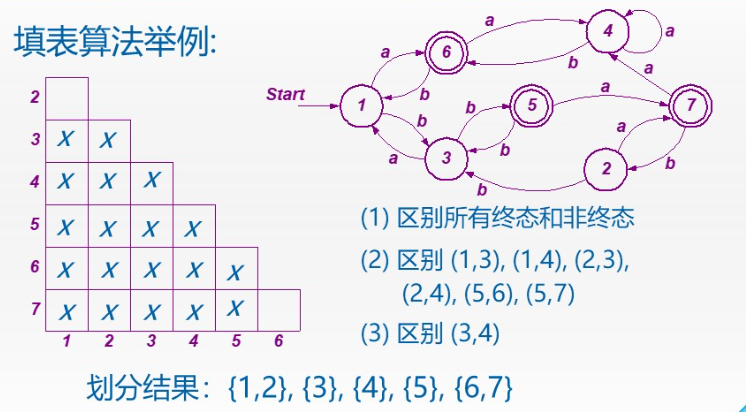 填表算法举例:
2
3 X X
4 X X X
5 X X X X
6 X X X X X
7 X X X X X
1 2 3 4 5 6
Start
1
6
4
5
3
7
2
a
a
b
b
a
b
b
a
b
b
a
a
a
b
b
(1) 区别所有终态和非终态
(2) 区别 (1,3), (1,4), (2,3),
(2,4), (5,6), (5,7)
(3) 区别 (3,4)
划分结果：{1,2}, {3}, {4}, {5}, {6,7}